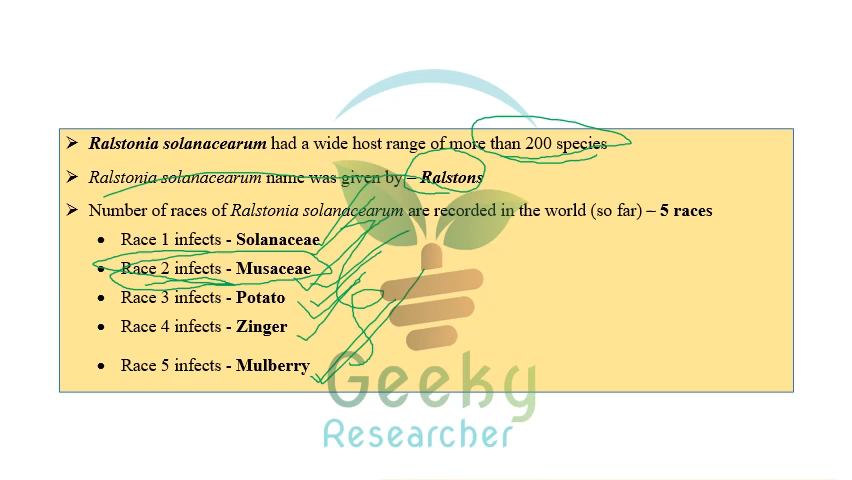 ➢ Ralstonia solanacearum had a wide host range of more than 200 species
➢ Ralstonia solanacearum name was given by – Ralstons
➢ Number of races of Ralstonia solanacearum are recorded in the world (so far) – 5 races
• Race 1 infects - Solanaceae
• Race 2 infects - Musaceae
• Race 3 infects - Potato
• Race 4 infects - Zinger
• Race 5 infects - Mulberry
Geeky
Researcher